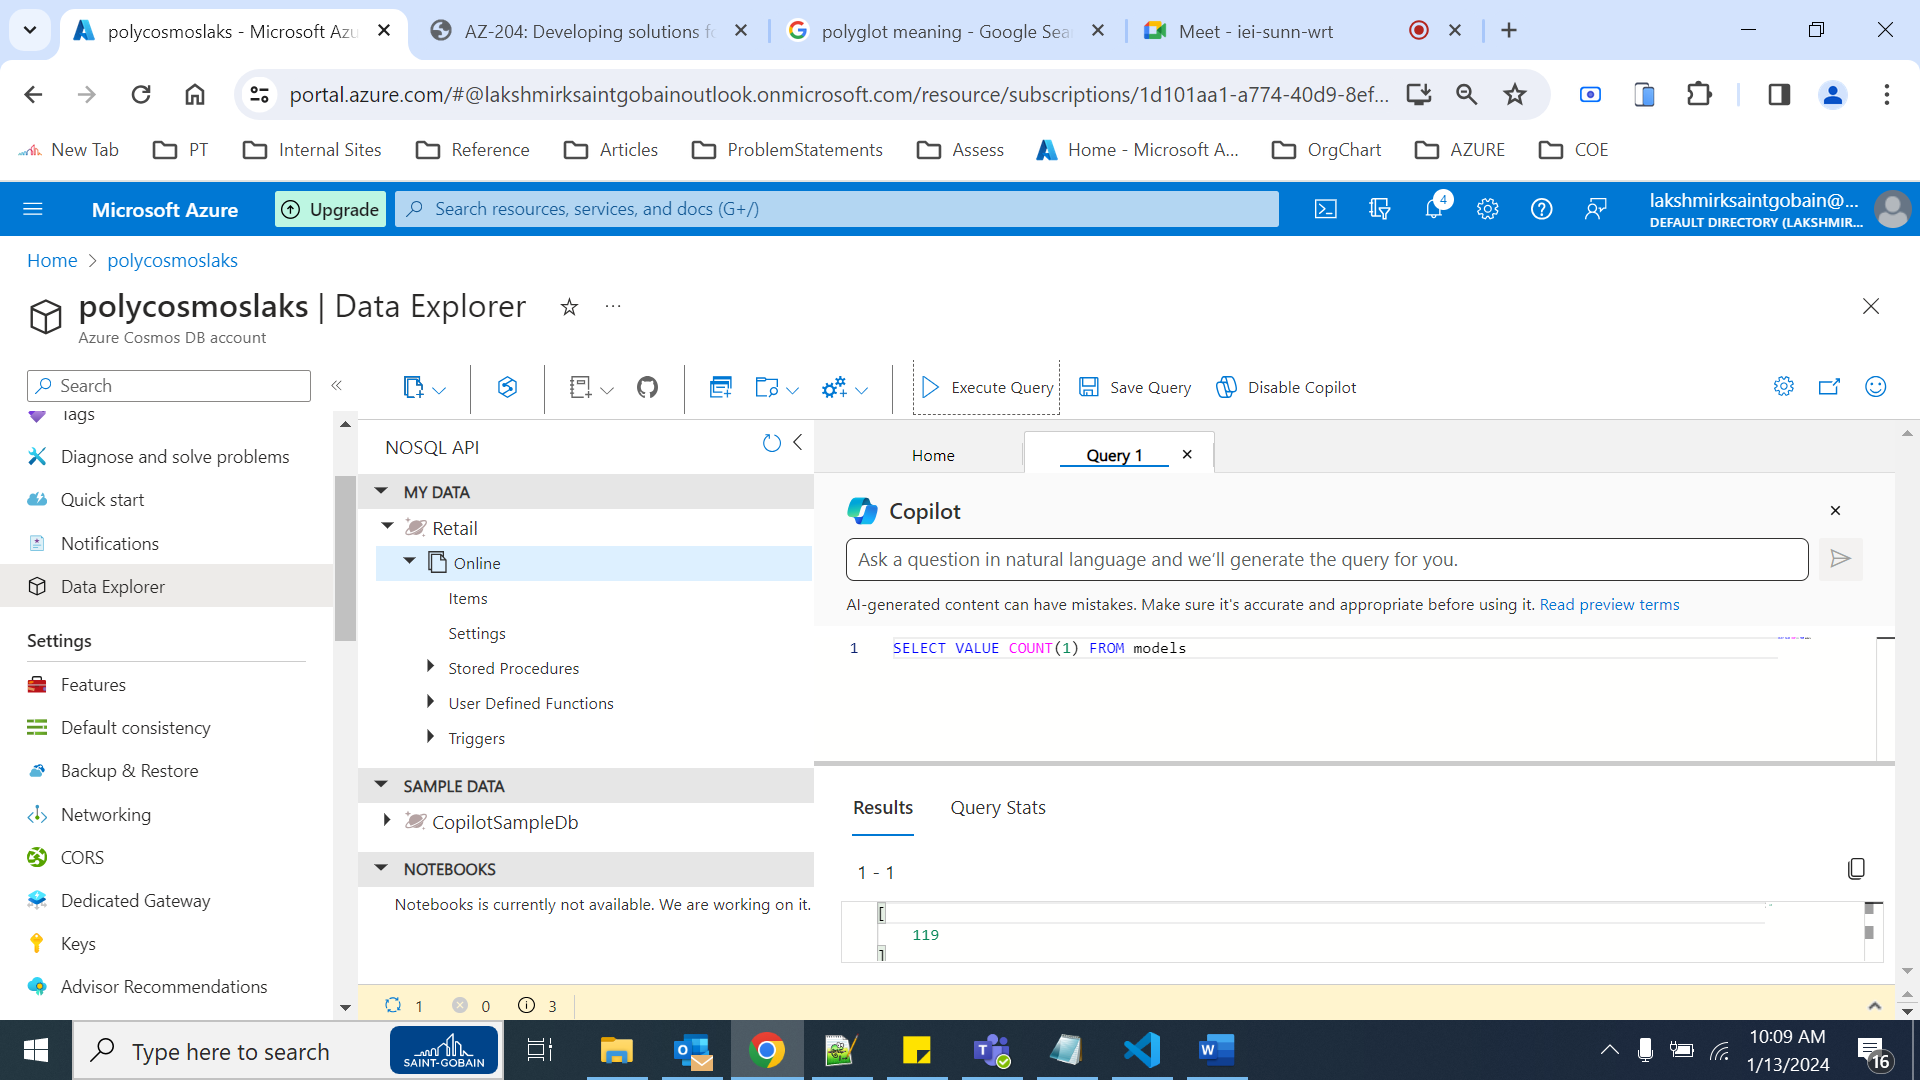 polycosmoslaks - Microsoft Azu
AZ-204: Developing solutions fo
polyglot meaning - Google Sea
Meet - iei-sunn-wrt
portal.azure.com/#@lakshmirksaintgobainoutlook.onmicrosoft.com/resource/subscriptions/1d101aa1-a774-40d9-8ef...
New Tab
PT
Internal Sites
Reference
Articles
ProblemStatements
Assess
Home - Microsoft A...
OrgChart
AZURE
COE
Microsoft Azure
Upgrade
Search resources, services, and docs (G+/)
4
lakshmirksaintgobain@...
DEFAULT DIRECTORY (LAKSHMIR...
Home > polycosmoslaks
polycosmoslaks | Data Explorer
...
Azure Cosmos DB account
Search
«
Execute Query
Save Query
Disable Copilot
Tags
Diagnose and solve problems
Quick start
Notifications
Data Explorer
Settings
Features
Default consistency
Backup & Restore
Networking
CORS
Dedicated Gateway
Keys
Advisor Recommendations
NOSQL API
MY DATA
Retail
Online
Items
Settings
Stored Procedures
User Defined Functions
Triggers
SAMPLE DATA
CopilotSampleDb
NOTEBOOKS
Notebooks is currently not available. We are working on it.
Home
Query 1
Copilot
Ask a question in natural language and we'll generate the query for you.
AI-generated content can have mistakes. Make sure it's accurate and appropriate before using it. Read preview terms
1 SELECT VALUE COUNT(1) FROM models
Results
Query Stats
1 - 1
[
119
]
1
0
3
Type here to search
SAINT-GOBAIN
10:09 AM
1/13/2024
16